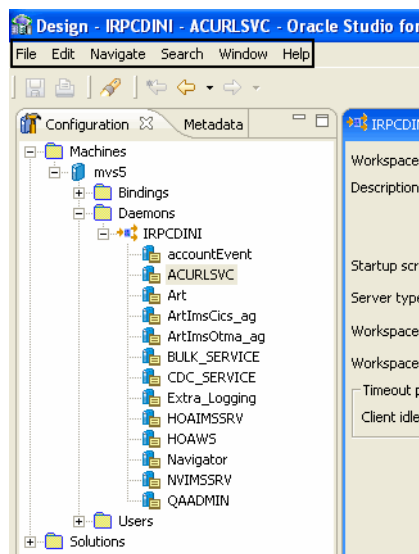 Design - IRPCDINI - ACURLSVC - Oracle Studio for
File Edit Navigate Search Window Help
Configuration Metadata
IRPCDI
Machines
Workspace
mvs5
Description
Bindings
Daemons
IRPCDINI
accountEvent
Startup scr
ACURLSVC
Art
Server type
ArtImsCics_ag
Workspace
ArtImsOtma_ag
BULK_SERVICE
Workspace
CDC_SERVICE
Timeout p
Extra_Logging
Client idle
HOAIMSSRV
HOAWS
Navigator
NVIMSSRV
QAADMIN
Users
Solutions